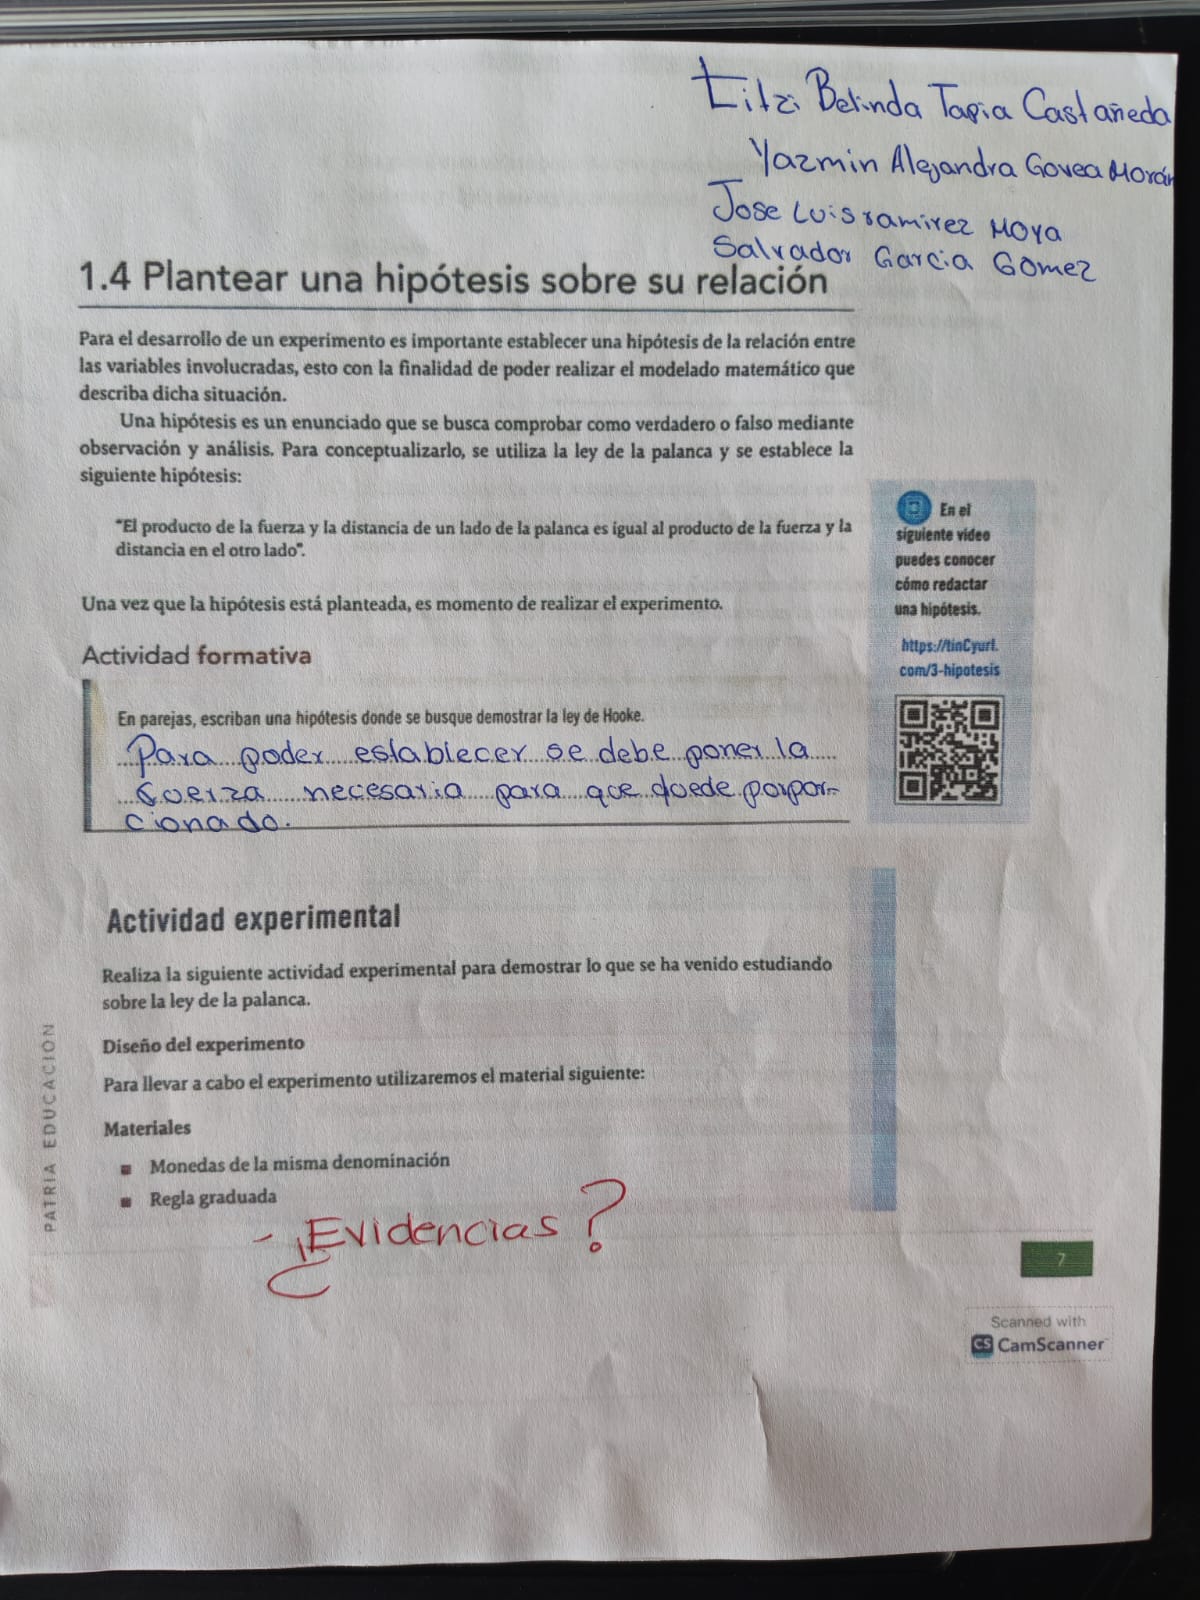 Litzi Belinda Tapia Castañeda
Yazmin Alejandra Govea Morán
Jose Luis ramirez Moya
Salvador Garcia Gomez
1.4 Plantear una hipótesis sobre su relación
Para el desarrollo de un experimento es importante establecer una hipótesis de la relación entre
las variables involucradas, esto con la finalidad de poder realizar el modelado matemático que
describa dicha situación.
Una hipótesis es un enunciado que se busca comprobar como verdadero o falso mediante
observación y análisis. Para conceptualizarlo, se utiliza la ley de la palanca y se establece la
siguiente hipótesis:
"El producto de la fuerza y la distancia de un lado de la palanca es igual al producto de la fuerza y la
distancia en el otro lado".
Una vez que la hipótesis está planteada, es momento de realizar el experimento.
En el
siguiente video
puedes conocer
cómo redactar
una hipótesis.
https://tinCyurl.
com/3-hipotesis
Actividad formativa
En parejas, escriban una hipótesis donde se busque demostrar la ley de Hooke.
Para poder establecer se debe poner la
fuerza necesaria para que quede porpor-
cionado.
Actividad experimental
Realiza la siguiente actividad experimental para demostrar lo que se ha venido estudiando
sobre la ley de la palanca.
Diseño del experimento
Para llevar a cabo el experimento utilizaremos el material siguiente:
Materiales
Monedas de la misma denominación
Regla graduada
- ¿Evidencias?
PATRIA EDUCACIÓN
7
Scanned with
CS CamScanner